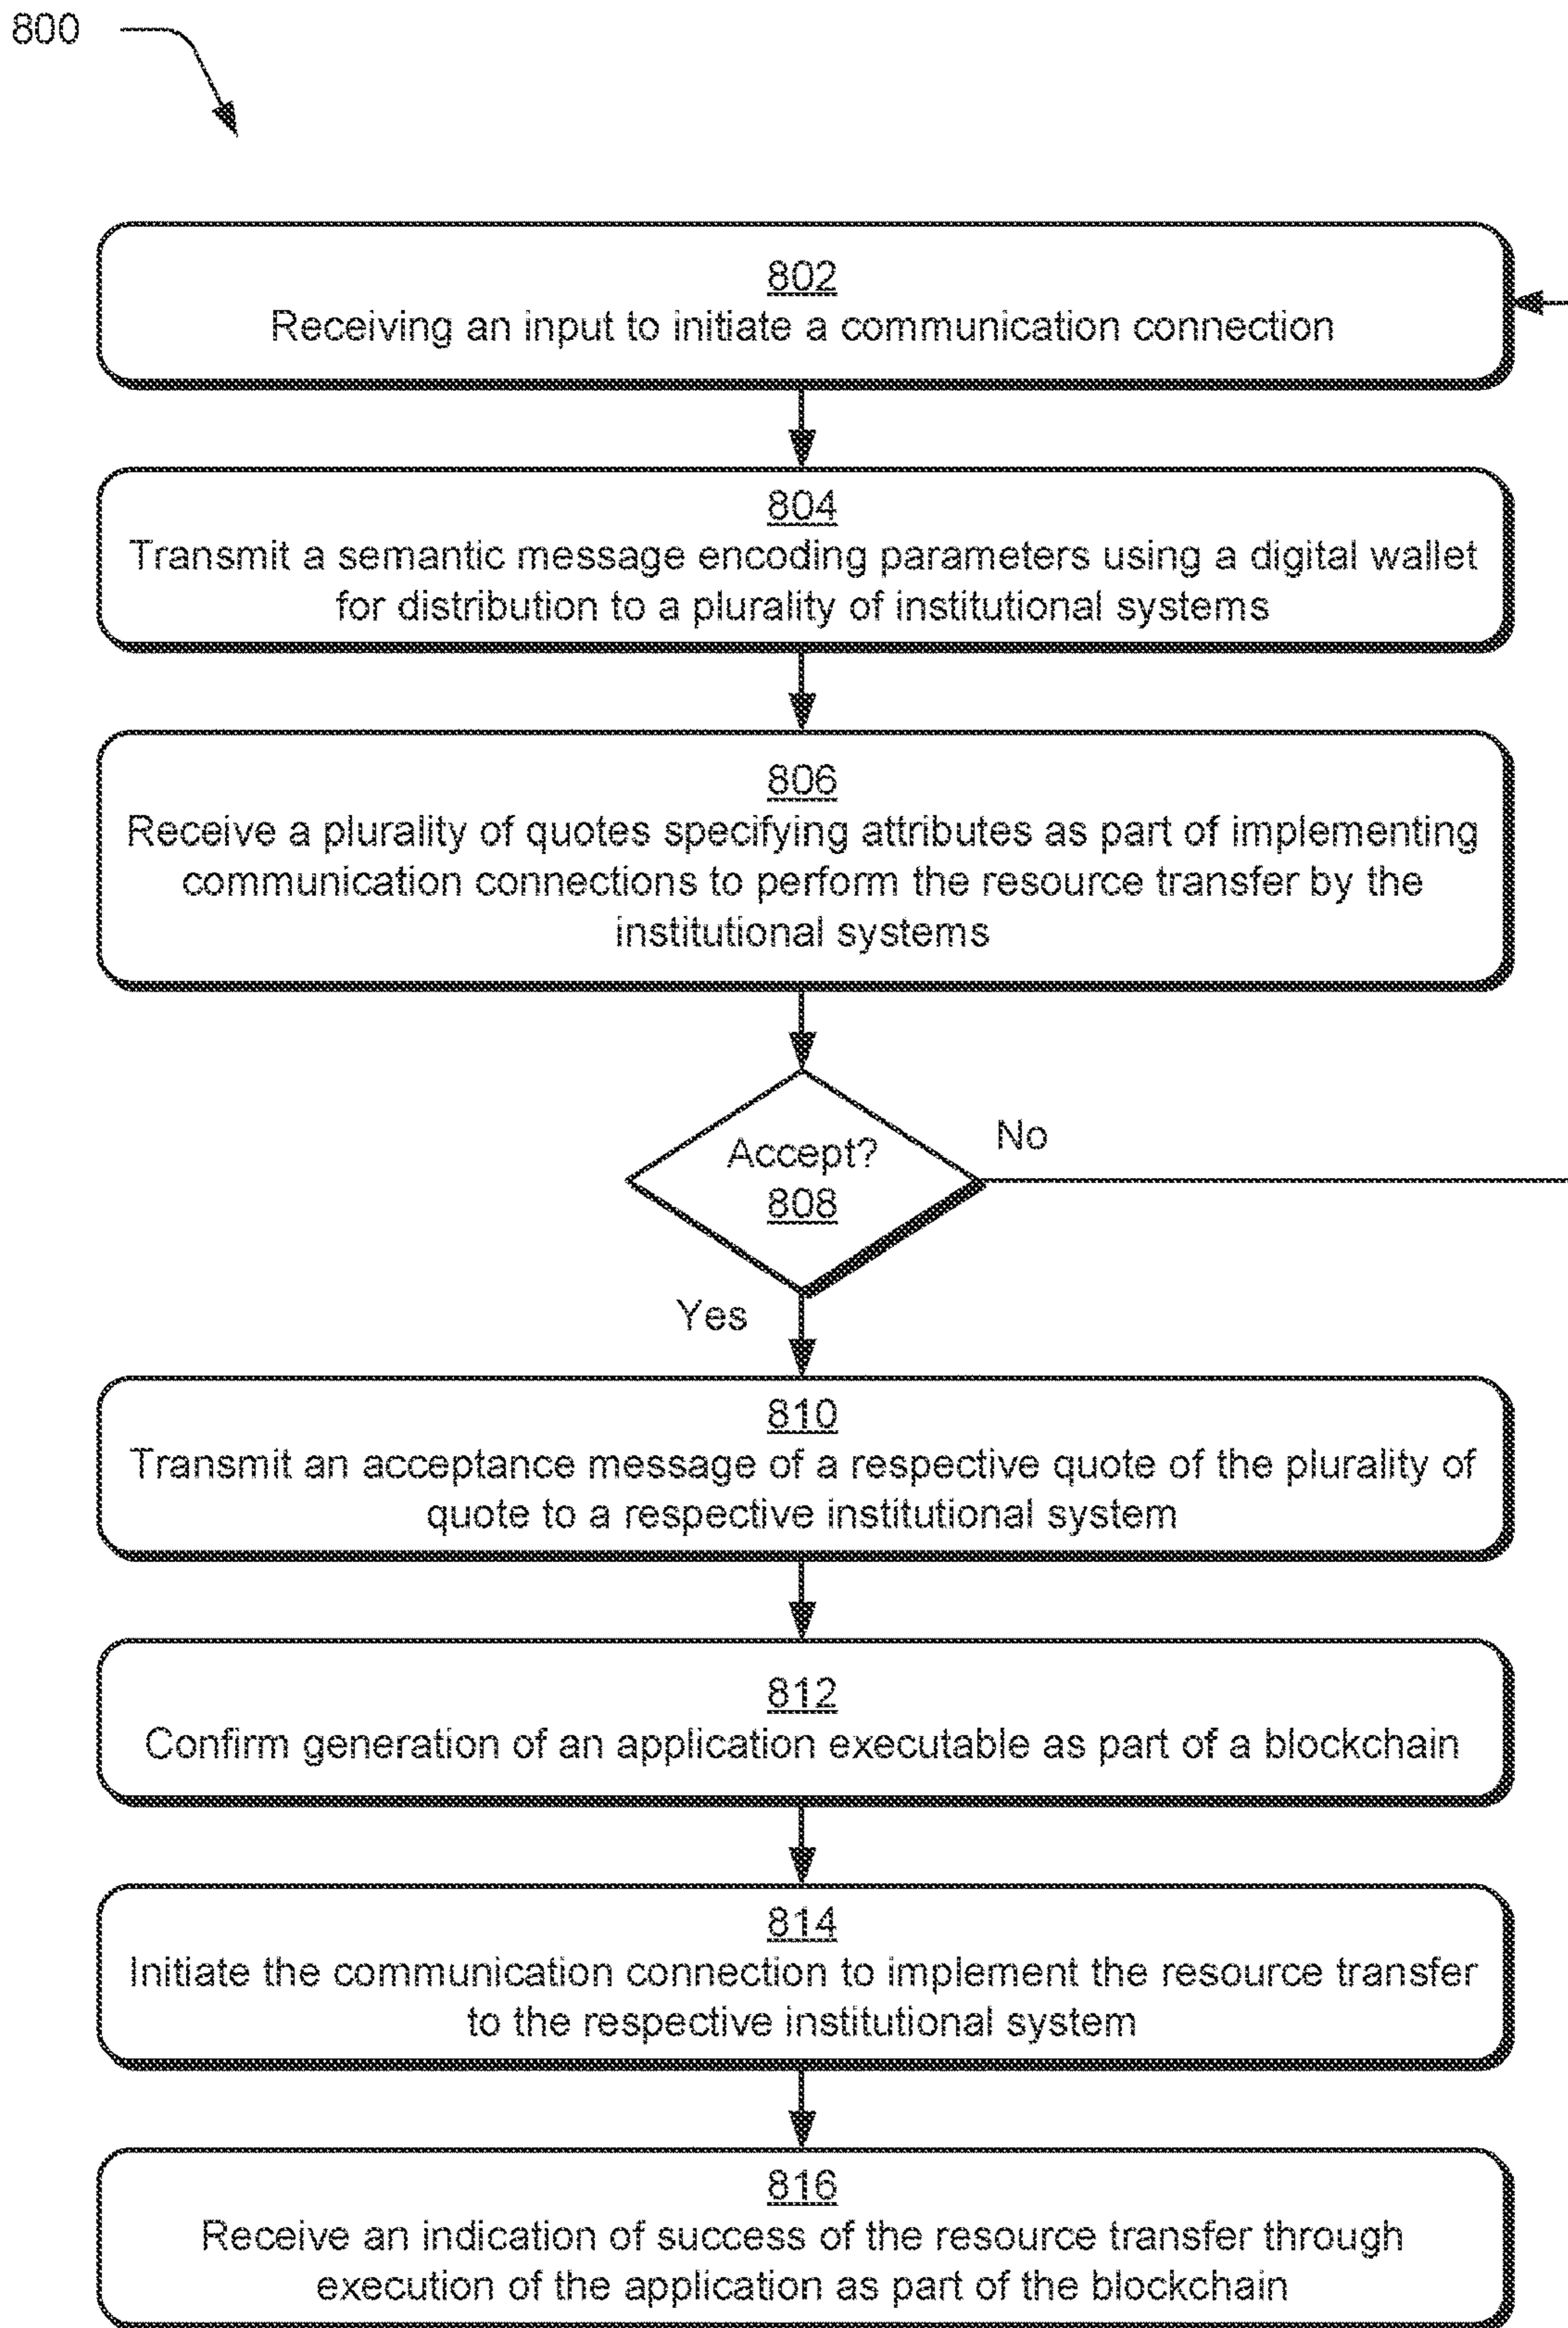 800
802
Receiving an input to initiate a communication connection
804
Transmit a semantic message encoding parameters using a digital wallet
for distribution to a plurality of institutional systems
806
Receive a plurality of quotes specifying attributes as part of implementing
communication connections to perform the resource transfer by the
institutional systems
Accept?
808
No
Yes
810
Transmit an acceptance message of a respective quote of the plurality of
quote to a respective institutional system
812
Confirm generation of an application executable as part of a blockchain
814
Initiate the communication connection to implement the resource transfer
to the respective institutional system
816
Receive an indication of success of the resource transfer through
execution of the application as part of the blockchain